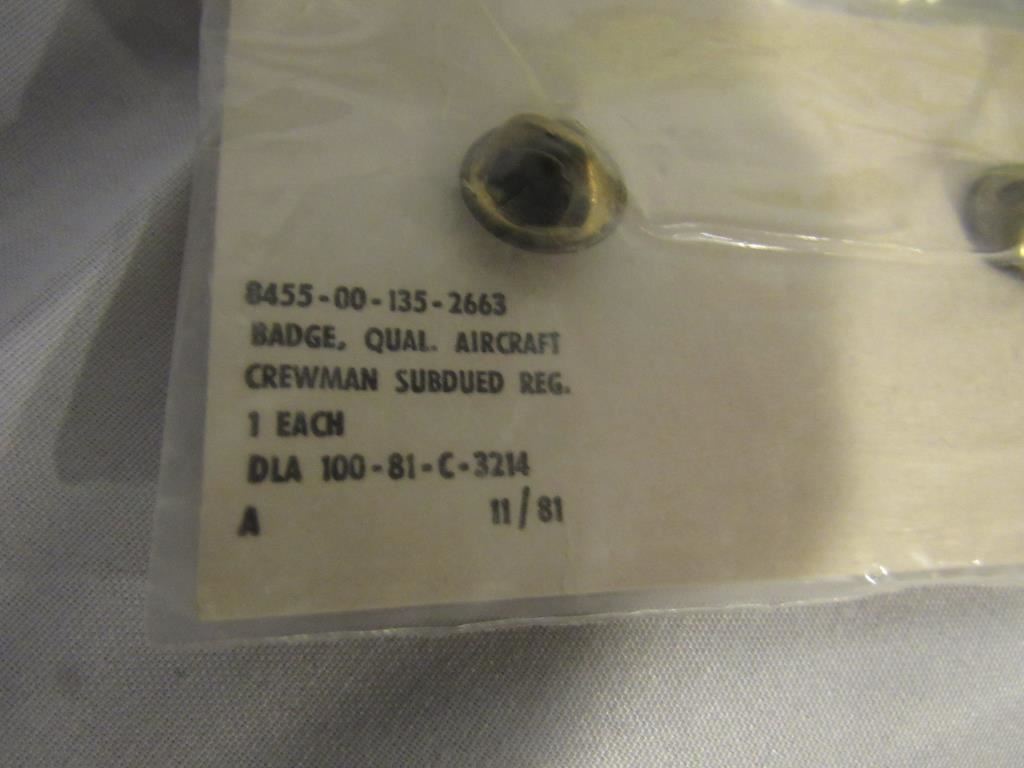 8455-00-135-2663
BADGE, QUAL. AIRCRAFT
CREWMAN SUBDUED REG.
1 EACH
DLA 100-81-C-3214
A 11/81